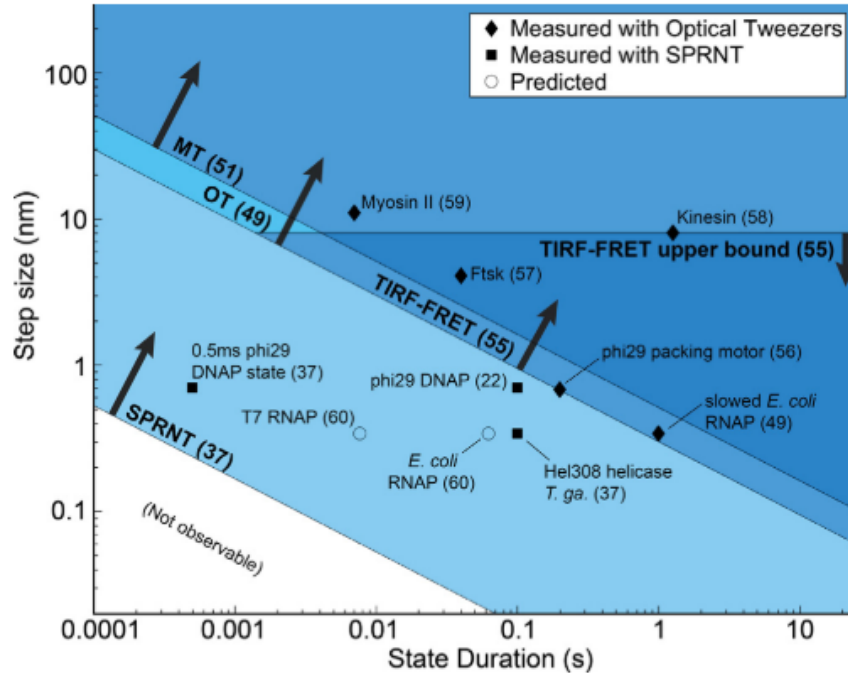 ◆ Measured with Optical Tweezers
■ Measured with SPRNT
○ Predicted
100
10
1
0.1
Step size (nm)
MT (51)
OT (49)
Myosin II (59)
Kinesin (58)
TIRF-FRET upper bound (55)
Ftsk (57)
TIRF-FRET (55)
0.5ms phi29
DNAP state (37)
phi29 DNAP (22)
phi29 packing motor (56)
T7 RNAP (60)
slowed E. coli
RNAP (49)
SPRNT (37)
E. coli
RNAP (60)
Hel308 helicase
T. ga. (37)
(Not observable)
0.0001
0.001
0.01
0.1
1
10
State Duration (s)